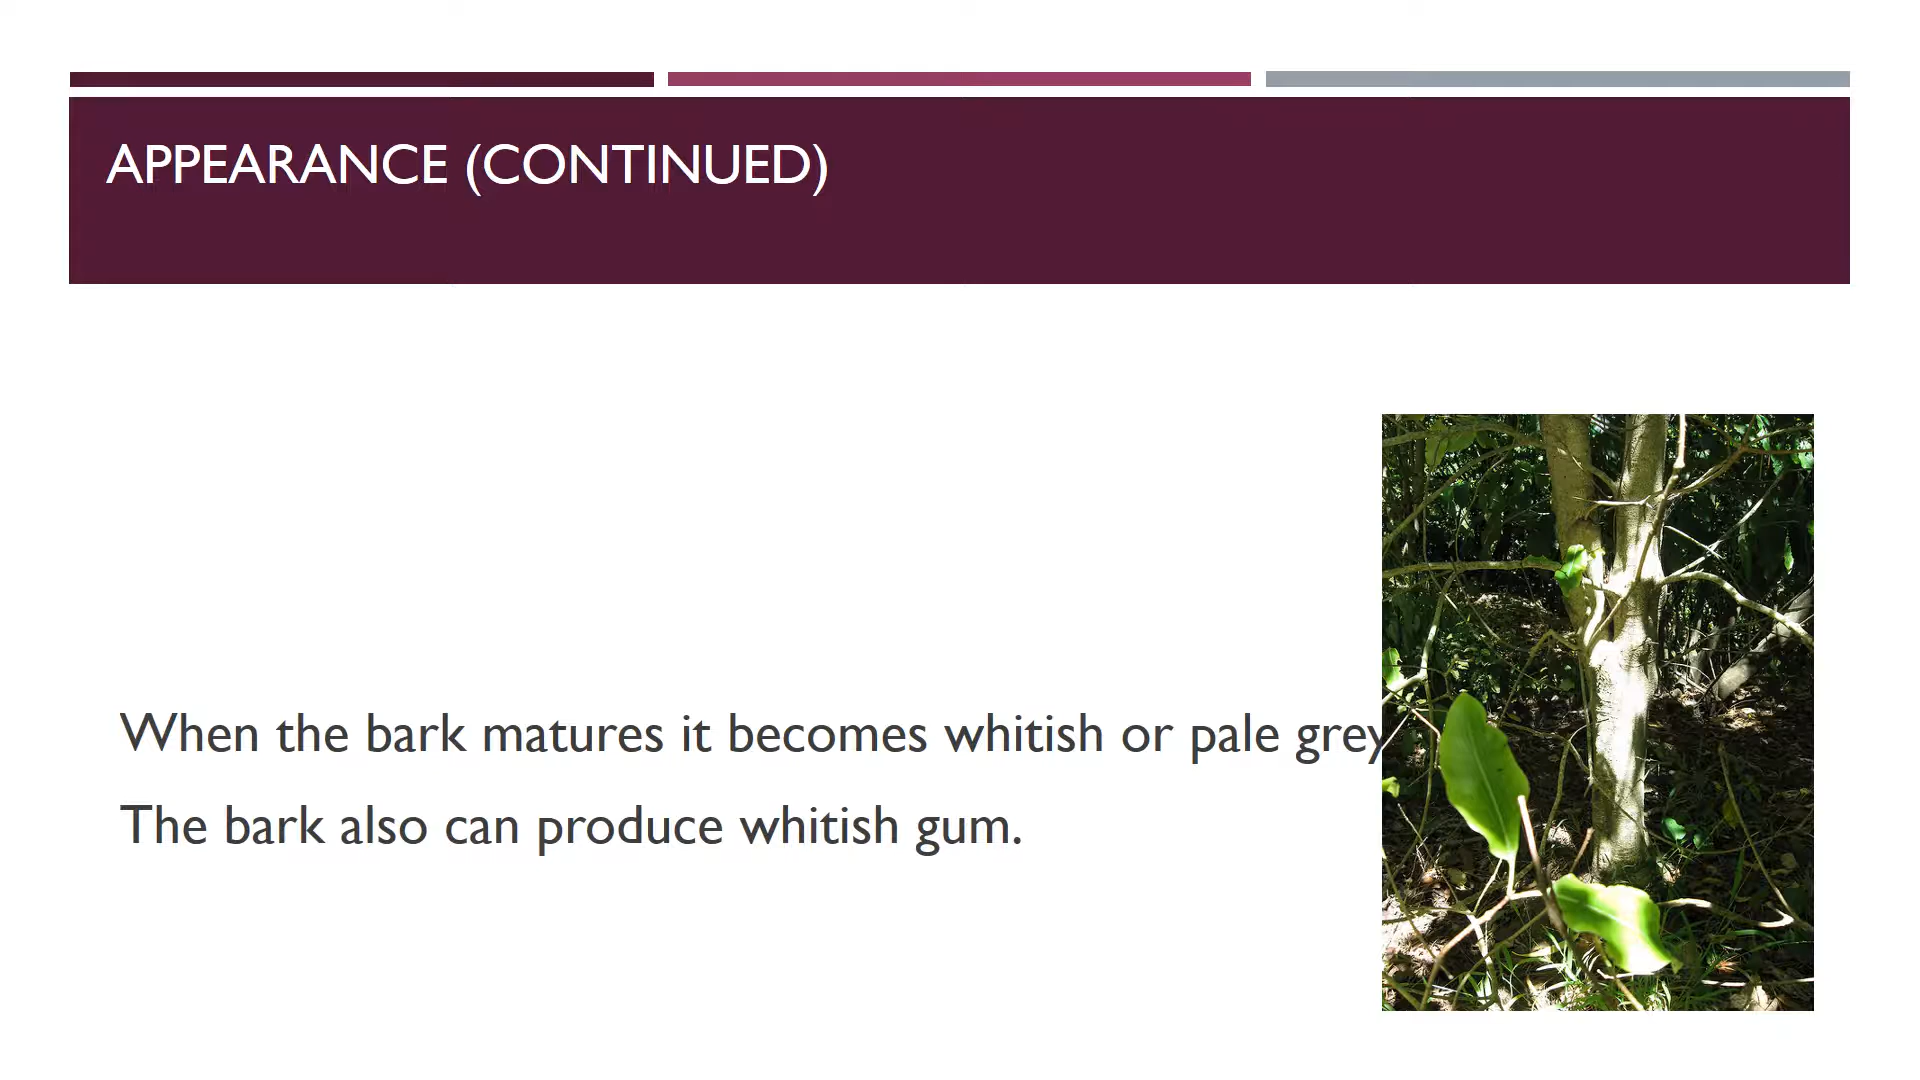 APPEARANCE (CONTINUED)
When the bark matures it becomes whitish or pale grey
The bark also can produce whitish gum.